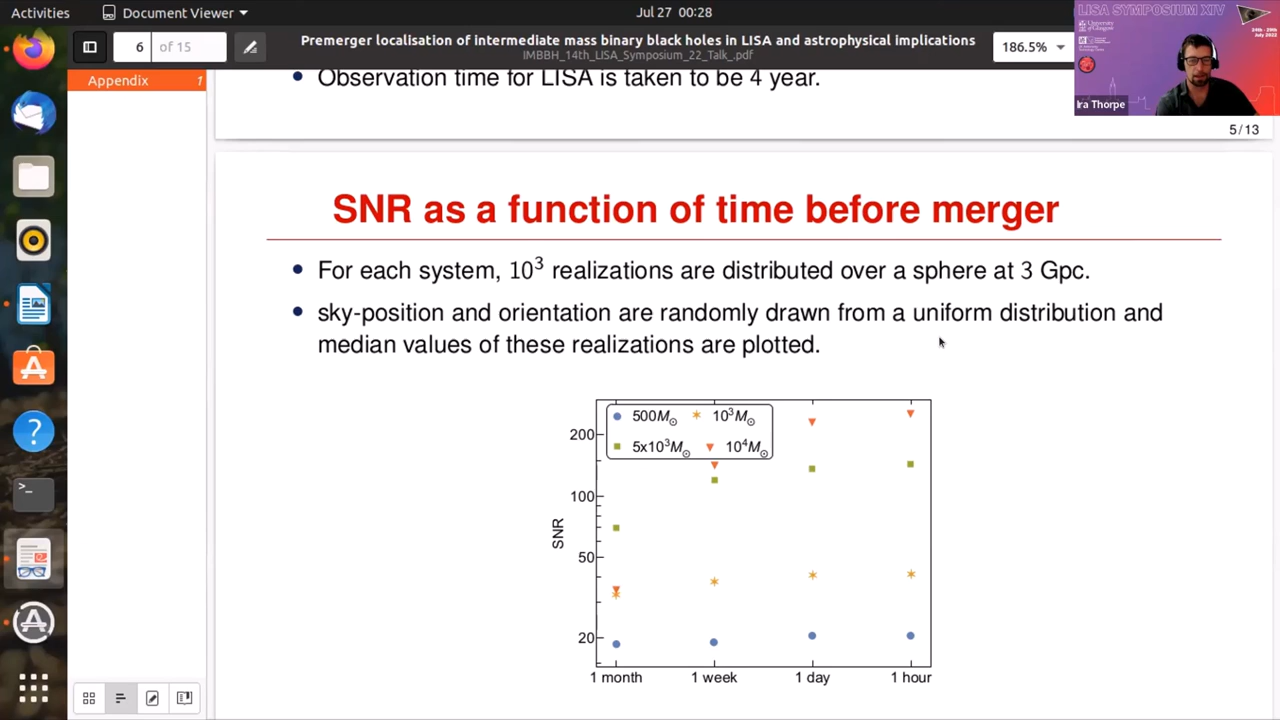 Activities
Document Viewer
Jul 27 00:28
6 of 15
Premerger localisation of intermediate mass binary black holes in LISA and astrophysical implications
IMBBH_14th_LISA_Symposium_22_Talk_.pdf
186.5%
LISA SYMPOSIUM XIV
University of Glasgow
Ira Thorpe
Appendix 1
• Observation time for LISA is taken to be 4 year.
5/13
SNR as a function of time before merger
• For each system, 10³ realizations are distributed over a sphere at 3 Gpc.
• sky-position and orientation are randomly drawn from a uniform distribution and
median values of these realizations are plotted.
500M⊙ 10³M⊙
5x10³M⊙ 10⁴M⊙
200
100
50
20
SNR
1 month 1 week 1 day 1 hour